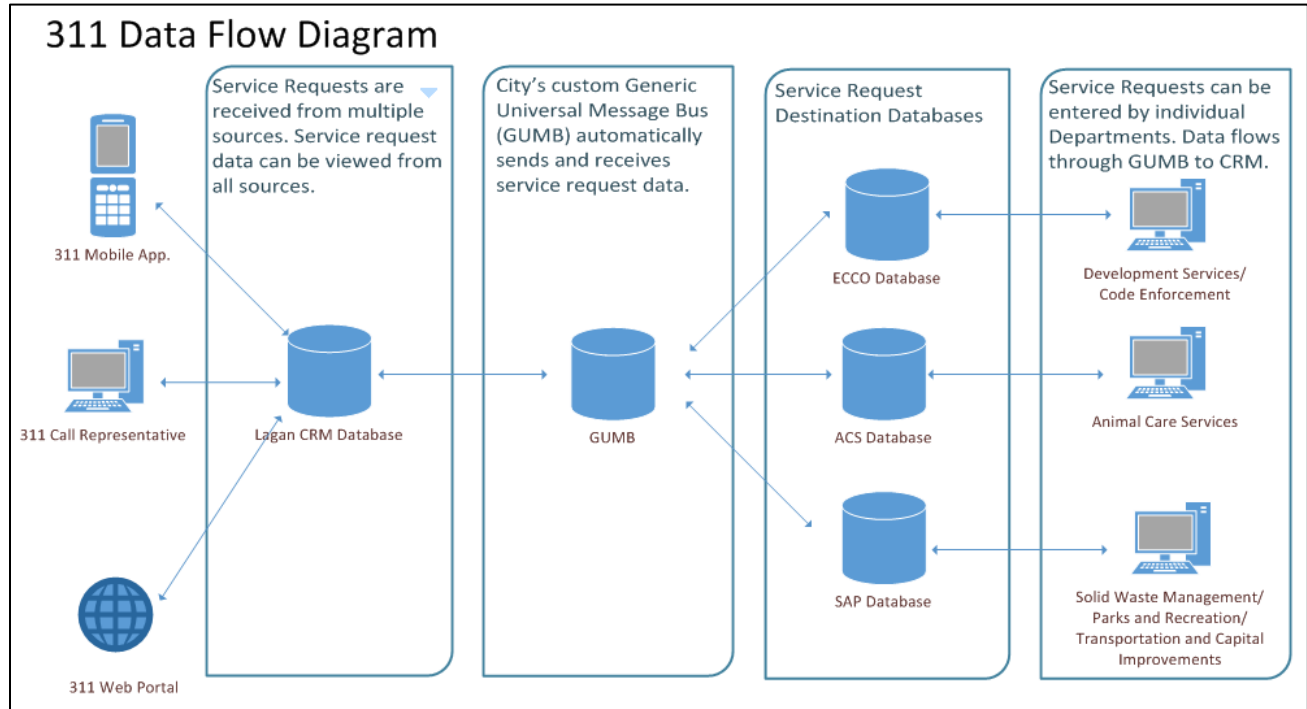 311 Data Flow Diagram
Service Requests are
received from multiple
sources. Service request
data can be viewed from
all sources.
City's custom Generic
Universal Message Bus
(GUMB) automatically
sends and receives
service request data.
Service Request
Destination Databases
Service Requests can be
entered by individual
Departments. Data flows
through GUMB to CRM.
311 Mobile App.
ECCO Database
Development Services/
Code Enforcement
311 Call Representative
Lagan CRM Database
GUMB
ACS Database
Animal Care Services
SAP Database
Solid Waste Management/
Parks and Recreation/
Transportation and Capital
Improvements
311 Web Portal